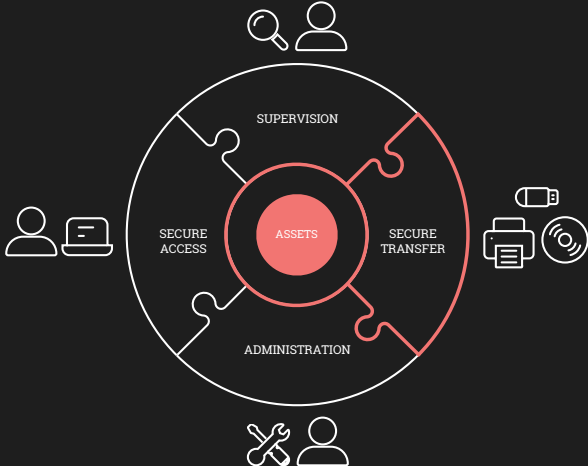 SUPERVISION
SECURE
ACCESS
ASSETS
SECURE
TRANSFER
ADMINISTRATION